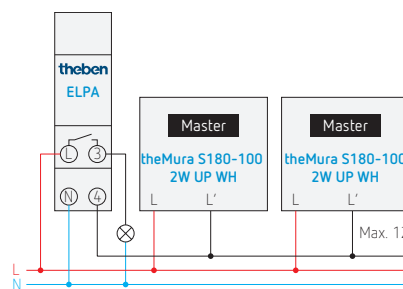 theben
ELPA
L 3
N 4
Master
theMura S180-100
2W UP WH
L L′
Master
theMura S180-100
2W UP WH
L L′
Max. 12
L
N